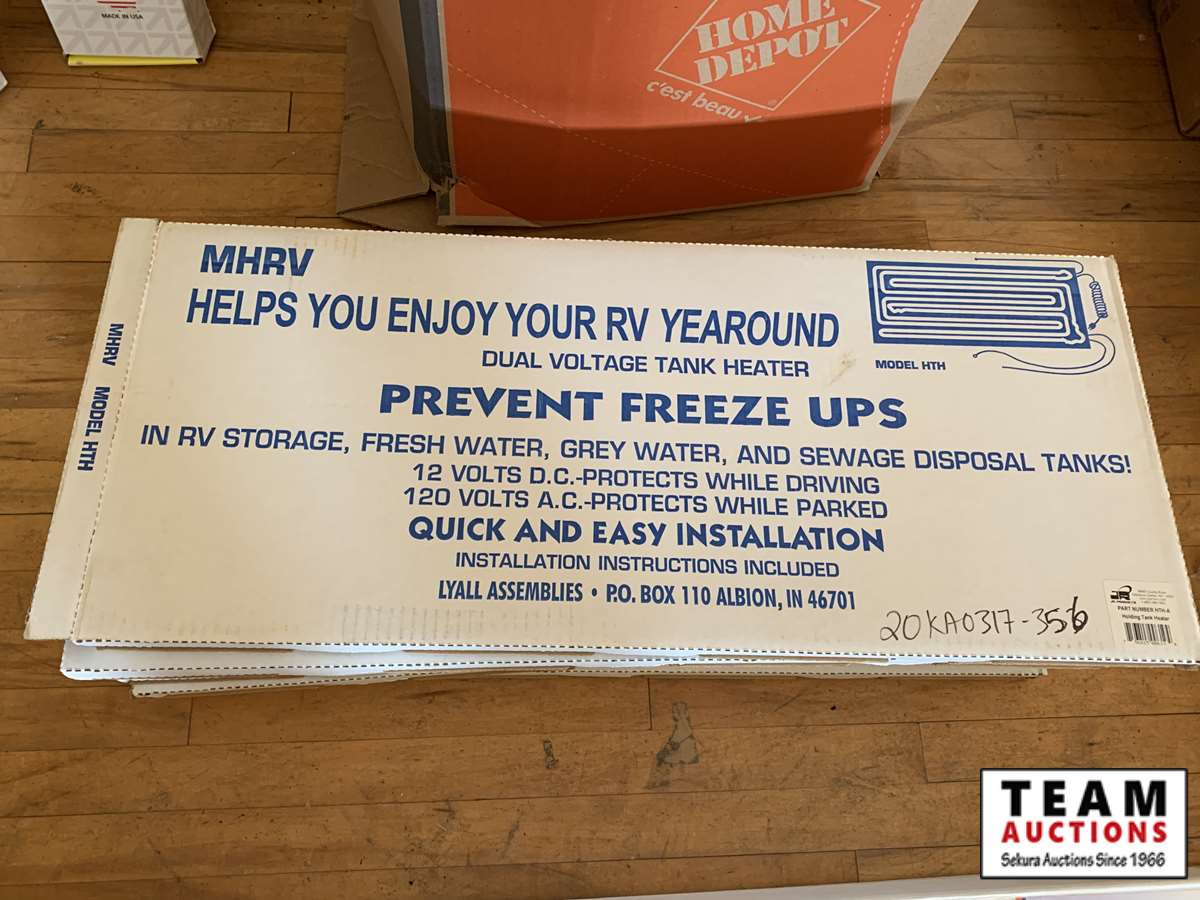 MADE IN USA
HOME
DEPOT
c'est beau
MHRV
HELPS YOU ENJOY YOUR RV YEAROUND
DUAL VOLTAGE TANK HEATER
MODEL HTH
PREVENT FREEZE UPS
IN RV STORAGE, FRESH WATER, GREY WATER, AND SEWAGE DISPOSAL TANKS!
12 VOLTS D.C.-PROTECTS WHILE DRIVING
120 VOLTS A.C.-PROTECTS WHILE PARKED
QUICK AND EASY INSTALLATION
INSTALLATION INSTRUCTIONS INCLUDED
LYALL ASSEMBLIES • P.O. BOX 110 ALBION, IN 46701
20KA0317-356
MHRV MODEL HTH
PART NUMBER HTH-A
Holding Tank Heater
TEAM
AUCTIONS
Sekura Auctions Since 1966